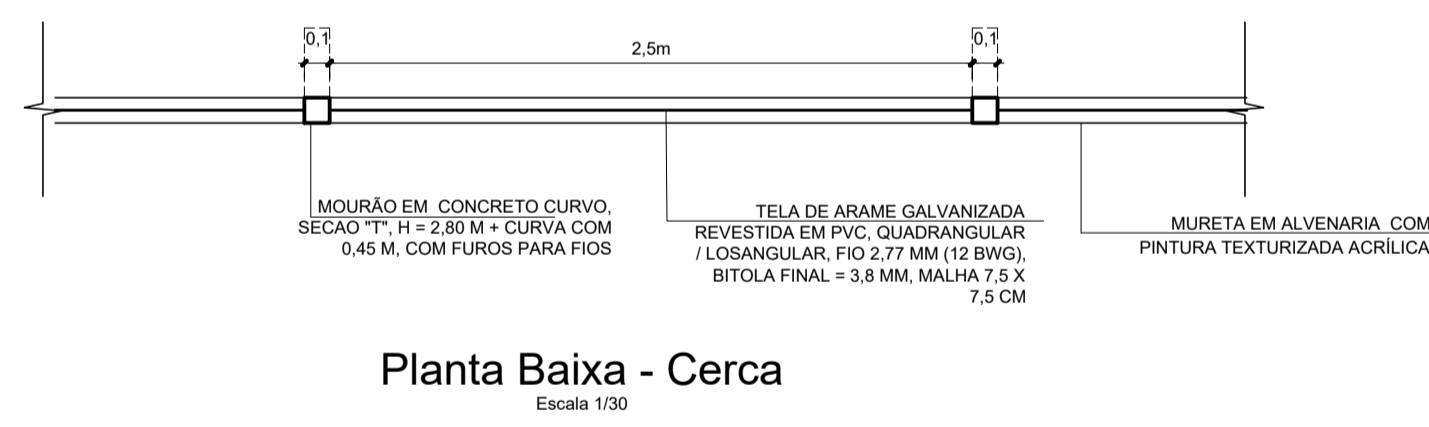 0,1
2,5m
0,1
MOURÃO EM CONCRETO CURVO,
SECAO "T", H = 2,80 M + CURVA COM
0,45 M, COM FUROS PARA FIOS
TELA DE ARAME GALVANIZADA
REVESTIDA EM PVC, QUADRANGULAR
/ LOSANGULAR, FIO 2,77 MM (12 BWG),
BITOLA FINAL = 3,8 MM, MALHA 7,5 X
7,5 CM
MURETA EM ALVENARIA COM
PINTURA TEXTURIZADA ACRÍLICA
Planta Baixa - Cerca
Escala 1/30